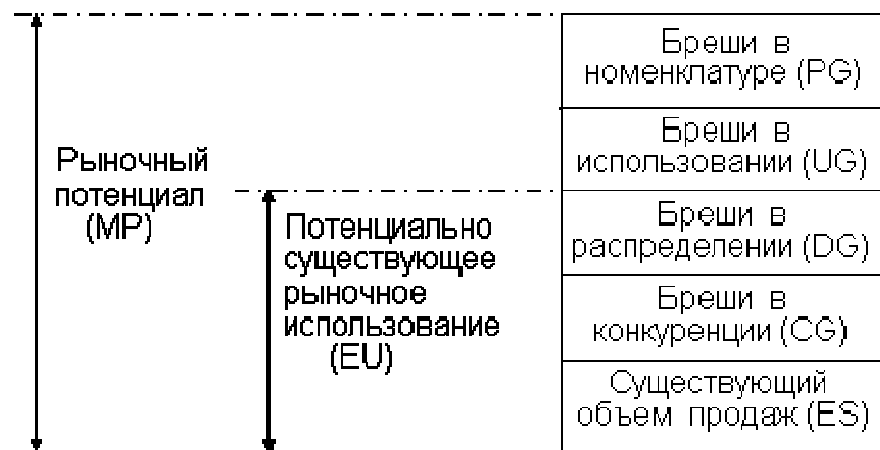 Рыночный
потенциал
(MP)
Потенциально
существующее
рыночное
использование
(EU)
Бреши в
номенклатуре (PG)
Бреши в
использовании (UG)
Бреши в
распределении (DG)
Бреши в
конкуренции (CG)
Существующий
объем продаж (ES)